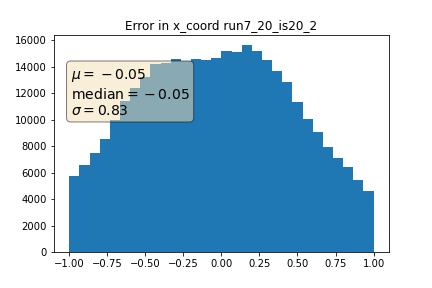 Error in x_coord run7_20_is20_2
16000
14000
12000
10000
8000
6000
4000
2000
0
μ = −0.05
median = −0.05
σ = 0.83
−1.00 −0.75 −0.50 −0.25 0.00 0.25 0.50 0.75 1.00